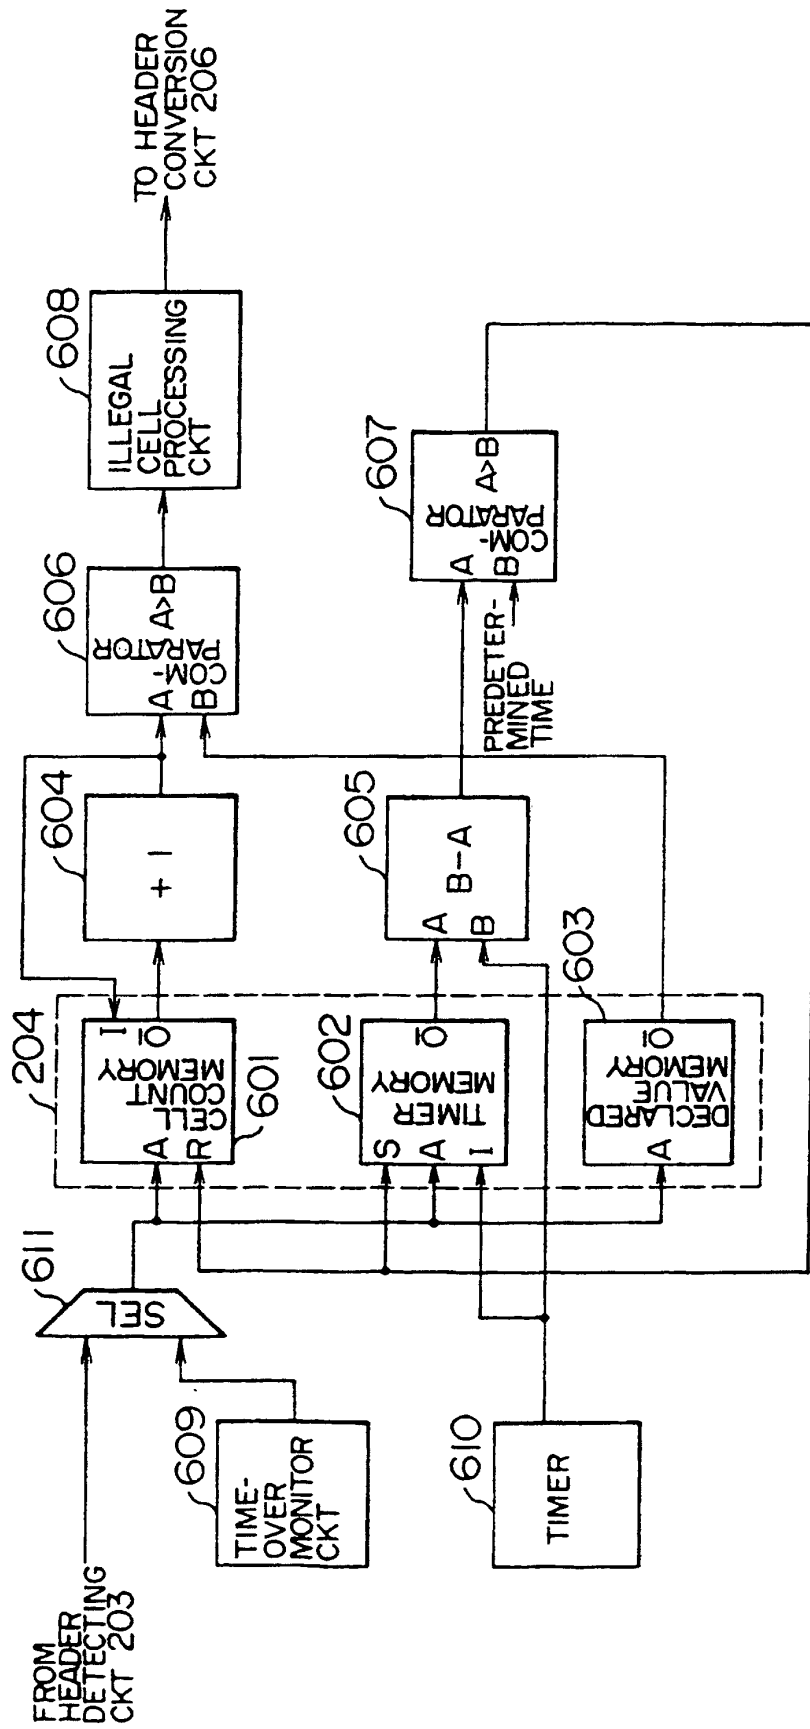 FROM
HEADER
DETECTING
CKT 203
611
SEL
609
TIME-
OVER
MONITOR
CKT
610
TIMER
204
A
R
CELL
COUNT
MEMORY
I
O
601
602
S
A
I
TIMER
MEMORY
O
603
A
DECLARED
VALUE
MEMORY
O
604
+1
605
A
B
B-A
606
A
B
COM-
PARATOR
A>B
PREDETER-
MINED
TIME
607
A
B
COM-
PARATOR
A>B
608
ILLEGAL
CELL
PROCESSING
CKT
TO HEADER
CONVERSION
CKT 206